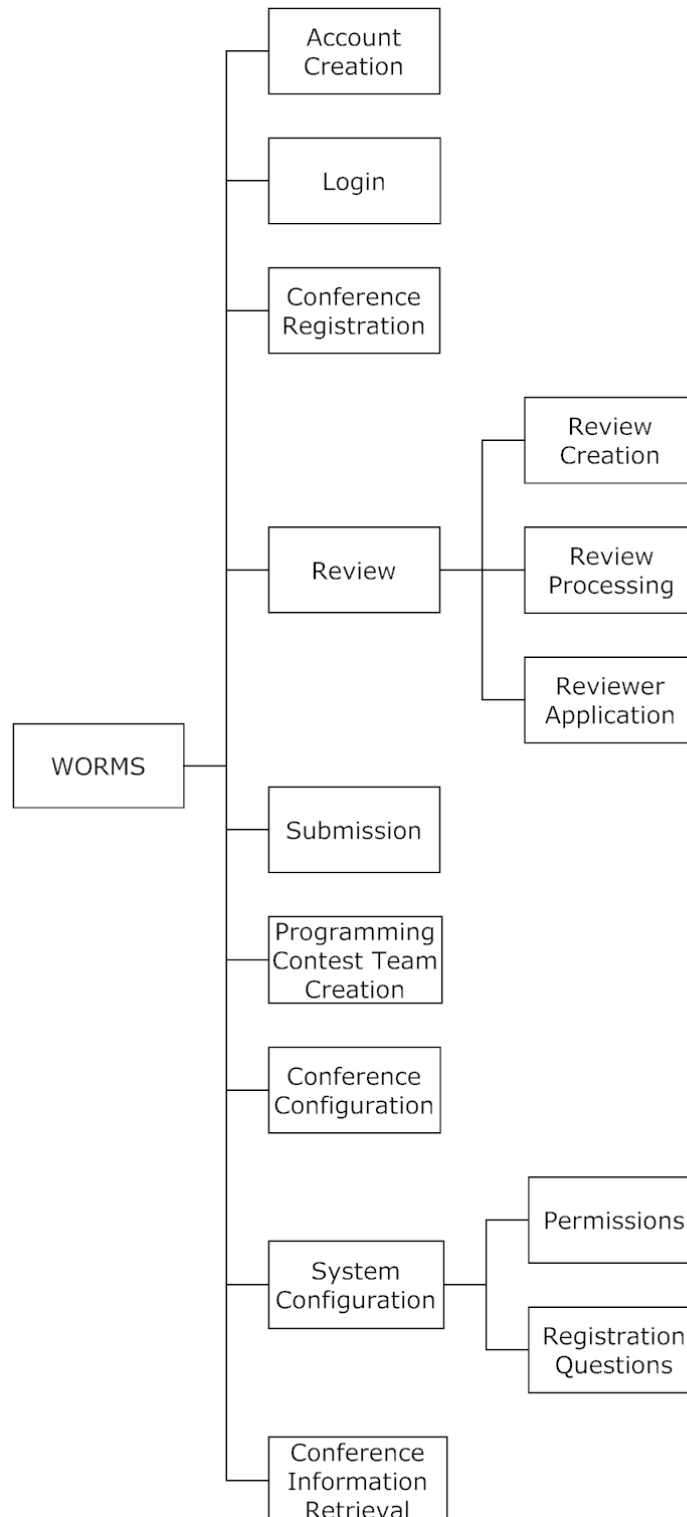 Account
Creation
Login
Conference
Registration
Review
Creation
Review
Review
Processing
Reviewer
Application
WORMS
Submission
Programming
Contest Team
Creation
Conference
Configuration
System
Configuration
Permissions
Registration
Questions
Conference
Information
Retrieval